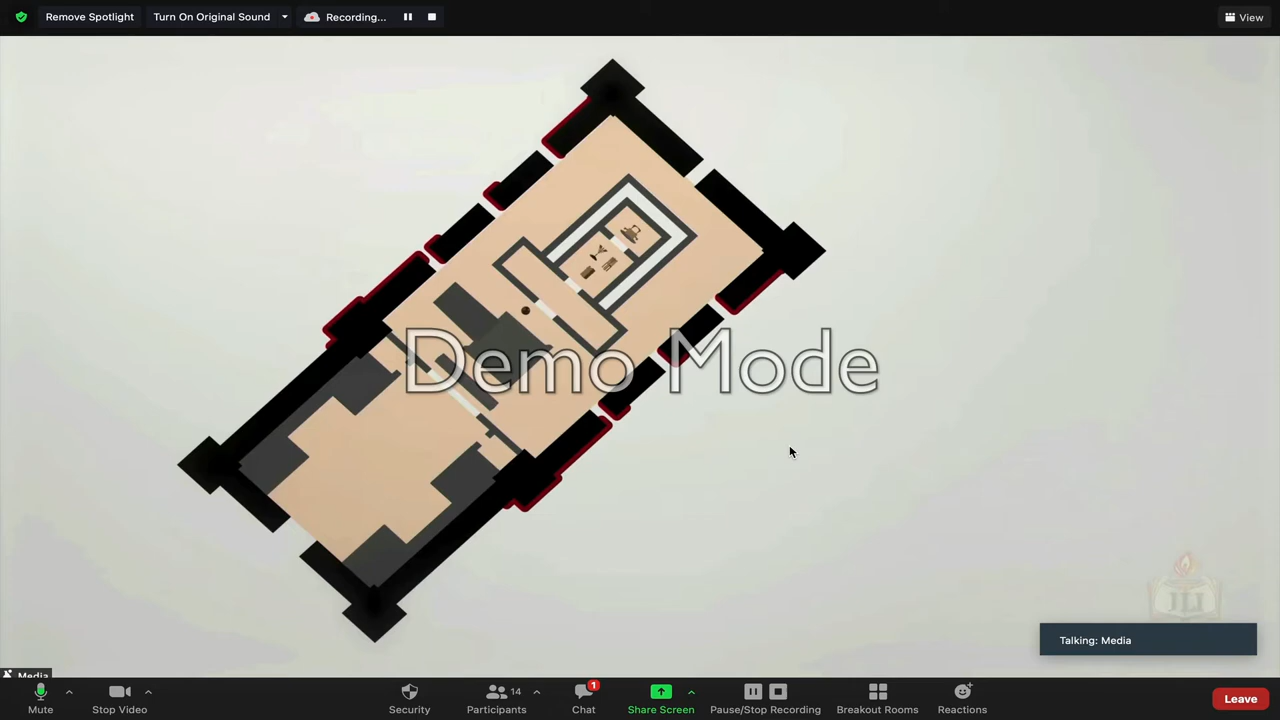 Remove Spotlight
Turn On Original Sound
Recording...
View
Demo Mode
JLI
Talking: Media
Media
Mute
Stop Video
Security
Participants
14
Chat
1
Share Screen
Pause/Stop Recording
Breakout Rooms
Reactions
Leave